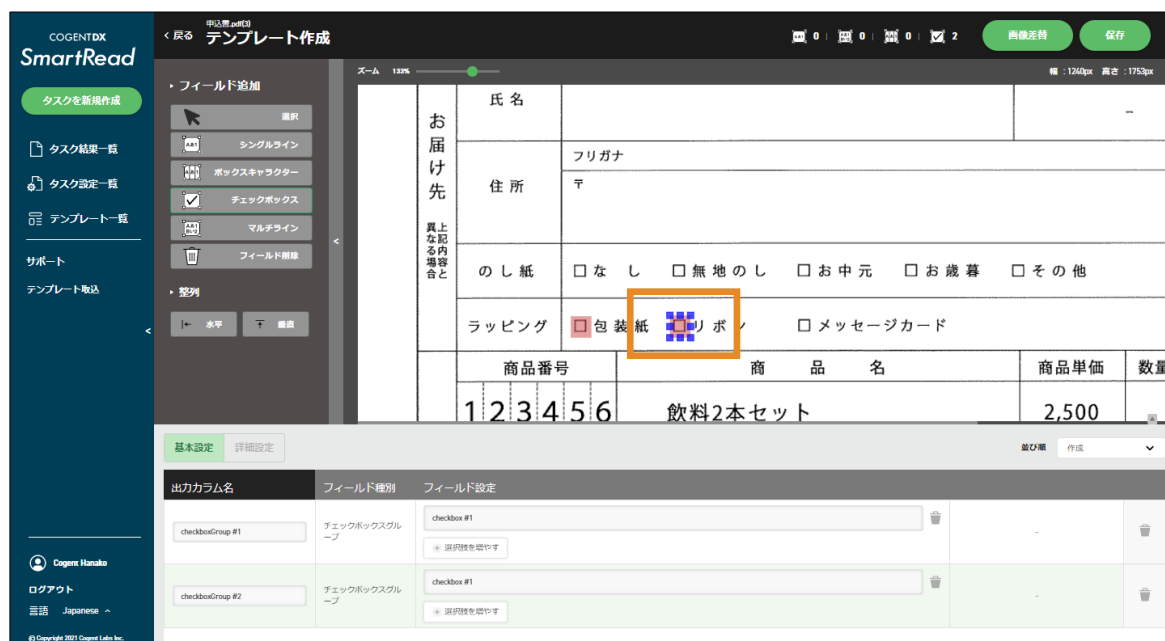 COGENTDX
SmartRead
タスクを新規作成
タスク結果一覧
タスク設定一覧
テンプレート一覧
サポート
テンプレート取込
<
Cogent Hanako
ログアウト
言語 Japanese
© Copyright 2021 Cogent Labs Inc.
< 戻る
申込書.pdf(3)
テンプレート作成
0 | 0 | 0 | 2
画像差替
保存
フィールド追加
選択
シングルライン
ボックスキャラクター
チェックボックス
マルチライン
フィールド削除
整列
水平 垂直
<
ズーム 133%
幅 : 1240px 高さ : 1753px
お届け先
上記内容と
異なる場合
氏名
–
住所
フリガナ
〒
のし紙 □なし □無地のし □お中元 □お歳暮 □その他
ラッピング □包装紙 □リボン □メッセージカード
商品番号 商品名 商品単価 数量
123456 飲料2本セット 2,500
基本設定 詳細設定
並び順 作成
出力カラム名 フィールド種別 フィールド設定
checkboxGroup #1 チェックボックスグループ checkbox #1 -
+ 選択肢を増やす
checkboxGroup #2 チェックボックスグループ checkbox #1 -
+ 選択肢を増やす